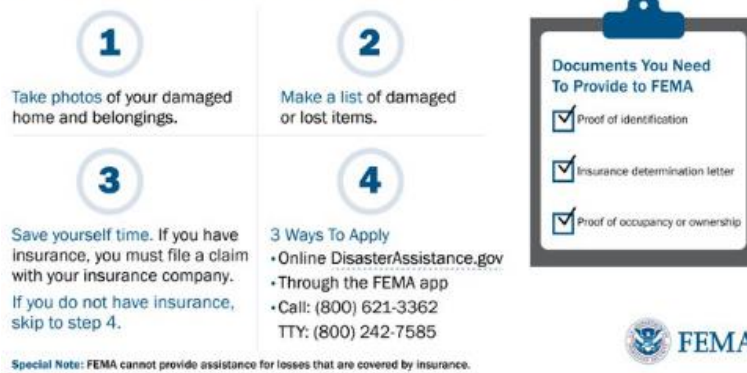 1
Take photos of your damaged
home and belongings.
2
Make a list of damaged
or lost items.
3
Save yourself time. If you have
insurance, you must file a claim
with your insurance company.
If you do not have insurance,
skip to step 4.
4
3 Ways To Apply
• Online DisasterAssistance.gov
• Through the FEMA app
• Call: (800) 621-3362
TTY: (800) 242-7585
Special Note: FEMA cannot provide assistance for losses that are covered by insurance.
Documents You Need
To Provide to FEMA
Proof of identification
Insurance determination letter
Proof of occupancy or ownership
FEMA